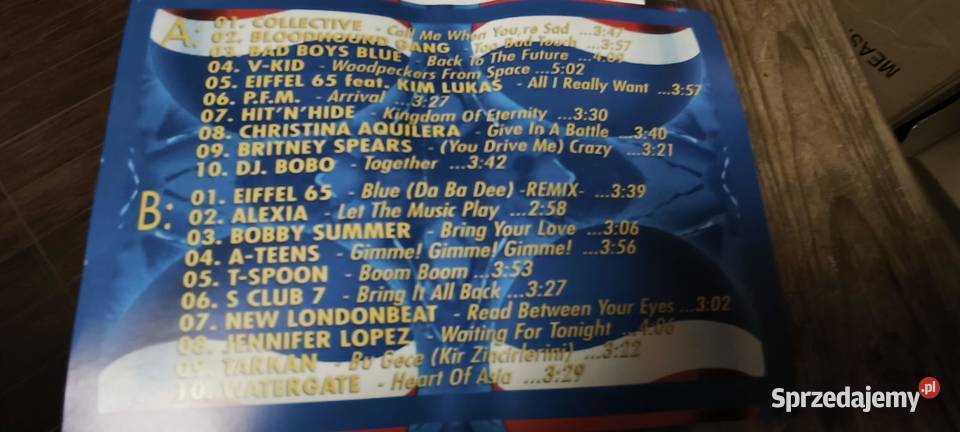 A:
01. COLLECTIVE - Call Me When You,re Sad ...3:47
02. BLOODHOUND GANG - Too Bad Touch ...3:57
03. BAD BOYS BLUE - Back To The Future
04. V-KID - Woodpeckers From Space ...5:02
05. EIFFEL 65 feat. KIM LUKAS - All I Really Want ...3:57
06. P.F.M. - Arrival ...3:27
07. HIT'N'HIDE - Kingdom Of Eternity ...3:30
08. CHRISTINA AQUILERA - Give In A Bottle ...3:40
09. BRITNEY SPEARS - (You Drive Me) Crazy ...3:21
10. DJ. BOBO - Together ...3:42
B:
01. EIFFEL 65 - Blue (Da Ba Dee) -REMIX- ...3:39
02. ALEXIA - Let The Music Play ...2:58
03. BOBBY SUMMER - Bring Your Love ...3:06
04. A-TEENS - Gimme! Gimme! Gimme! ...3:56
05. T-SPOON - Boom Boom ...3:53
06. S CLUB 7 - Bring It All Back ...3:27
07. NEW LONDONBEAT - Read Between Your Eyes ...3:02
08. JENNIFER LOPEZ - Waiting For Tonight ...4:06
09. TARKAN - Bu Gece (Kir Zincirlerini) ...3:22
10. WATERGATE - Heart Of Asia ...3:29
MEAS
Sprzedajemy.pl